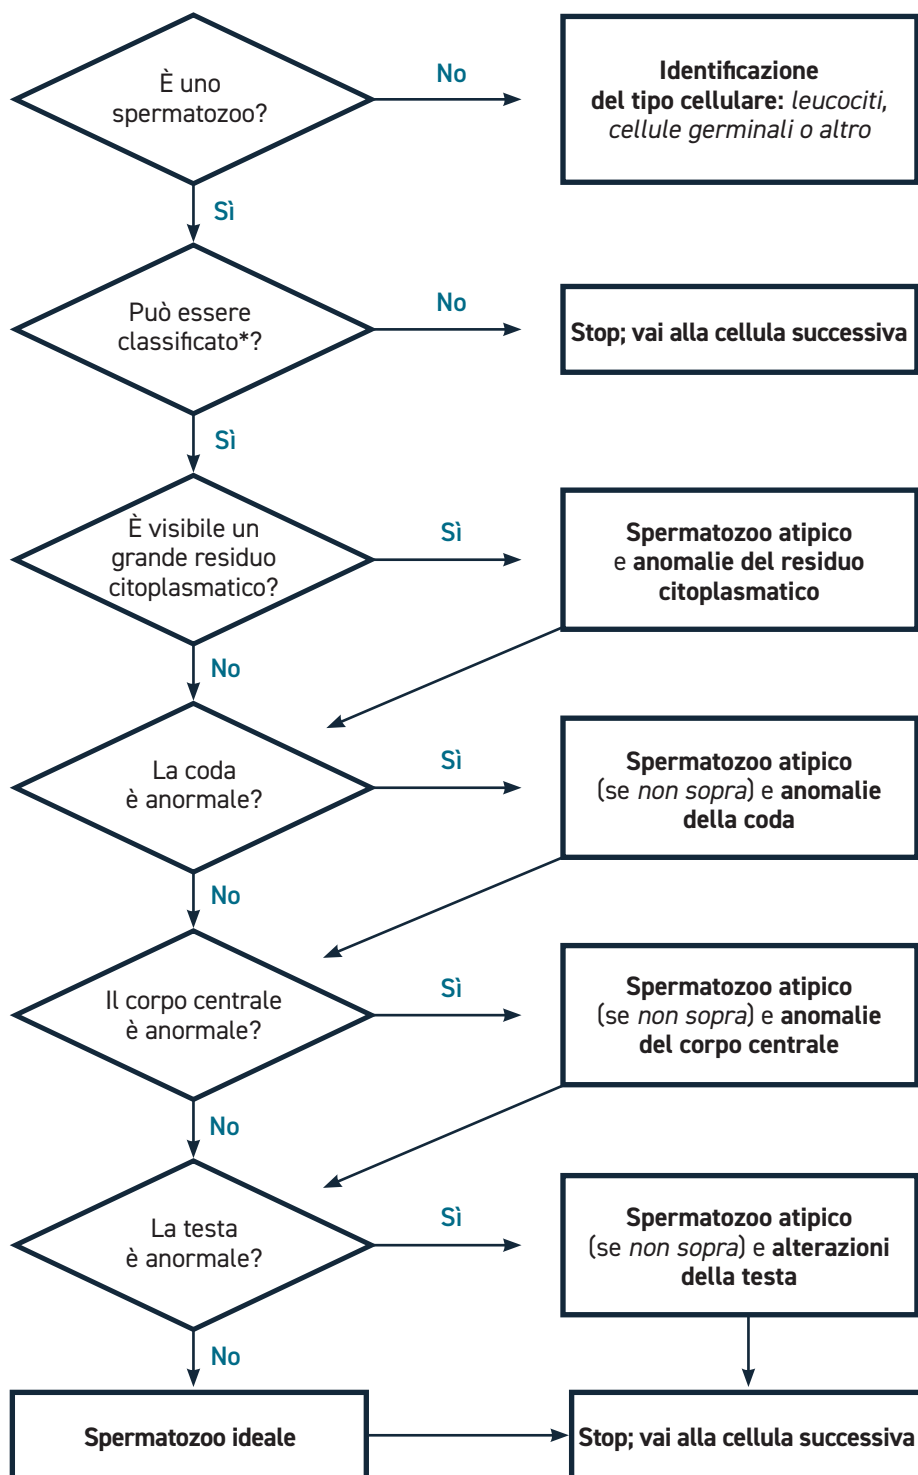 È uno
spermatozoo?
No
Identificazione
del tipo cellulare: leucociti,
cellule germinali o altro
Sì
Può essere
classificato*?
No
Stop; vai alla cellula successiva
Sì
È visibile un
grande residuo
citoplasmatico?
Sì
Spermatozoo atipico
e anomalie del residuo
citoplasmatico
No
La coda
è anormale?
Sì
Spermatozoo atipico
(se non sopra) e anomalie
della coda
No
Il corpo centrale
è anormale?
Sì
Spermatozoo atipico
(se non sopra) e anomalie
del corpo centrale
No
La testa
è anormale?
Sì
Spermatozoo atipico
(se non sopra) e alterazioni
della testa
No
Spermatozoo ideale
Stop; vai alla cellula successiva